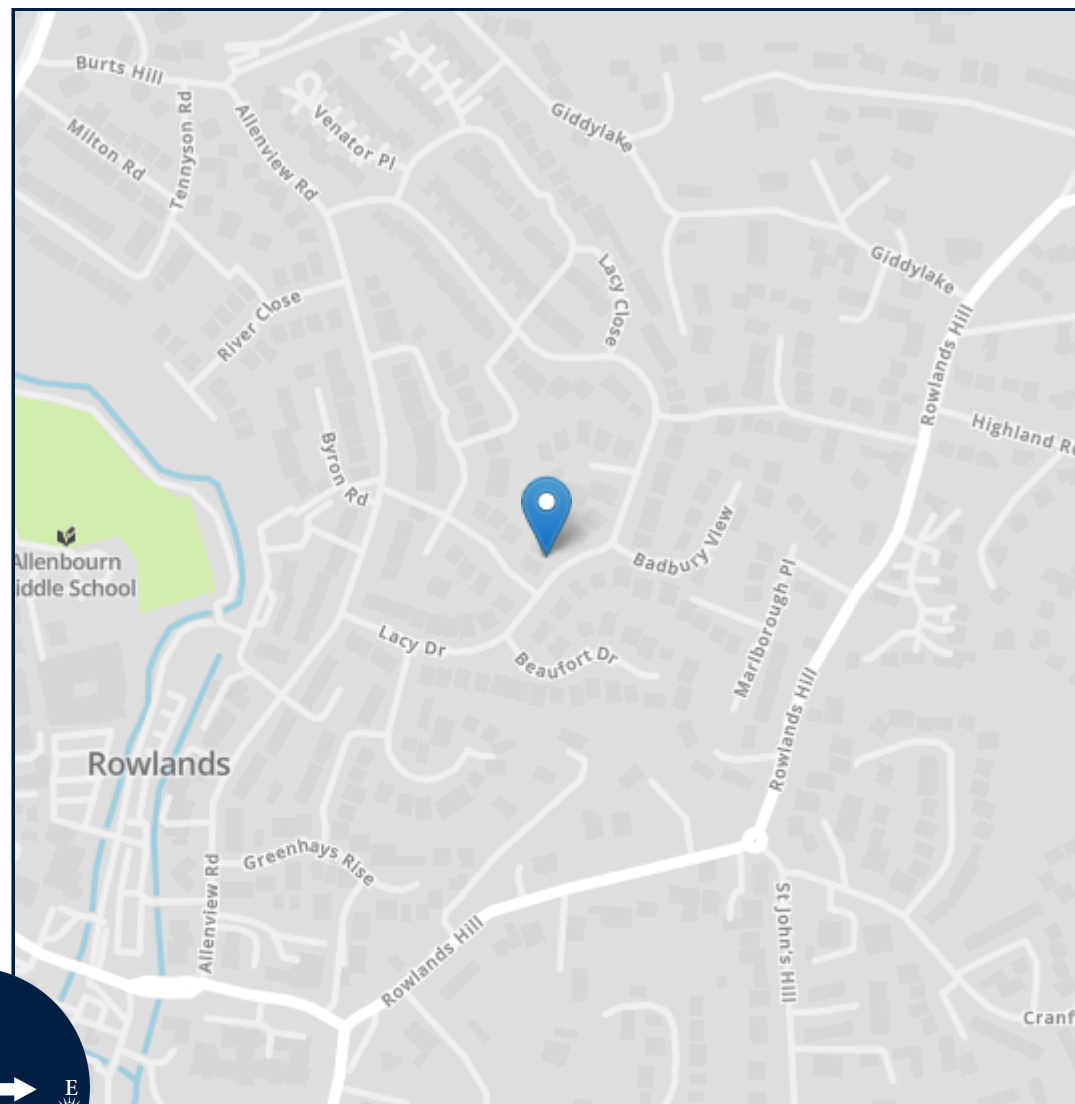 Burts Hill
Tennyson Rd
Milton Rd
Allenview Rd
Venator Pl
Giddylake
Giddylake
Lacy Close
River Close
Rowlands Hill
Highland R
Byron Rd
Allenbourn
iddle School
Badbury View
Marlborough Pl
Lacy Dr
Beaufort Dr
Rowlands Hill
Rowlands
Greenhays Rise
Allenview Rd
Rowlands Hill
St John's Hill
Cranf
E